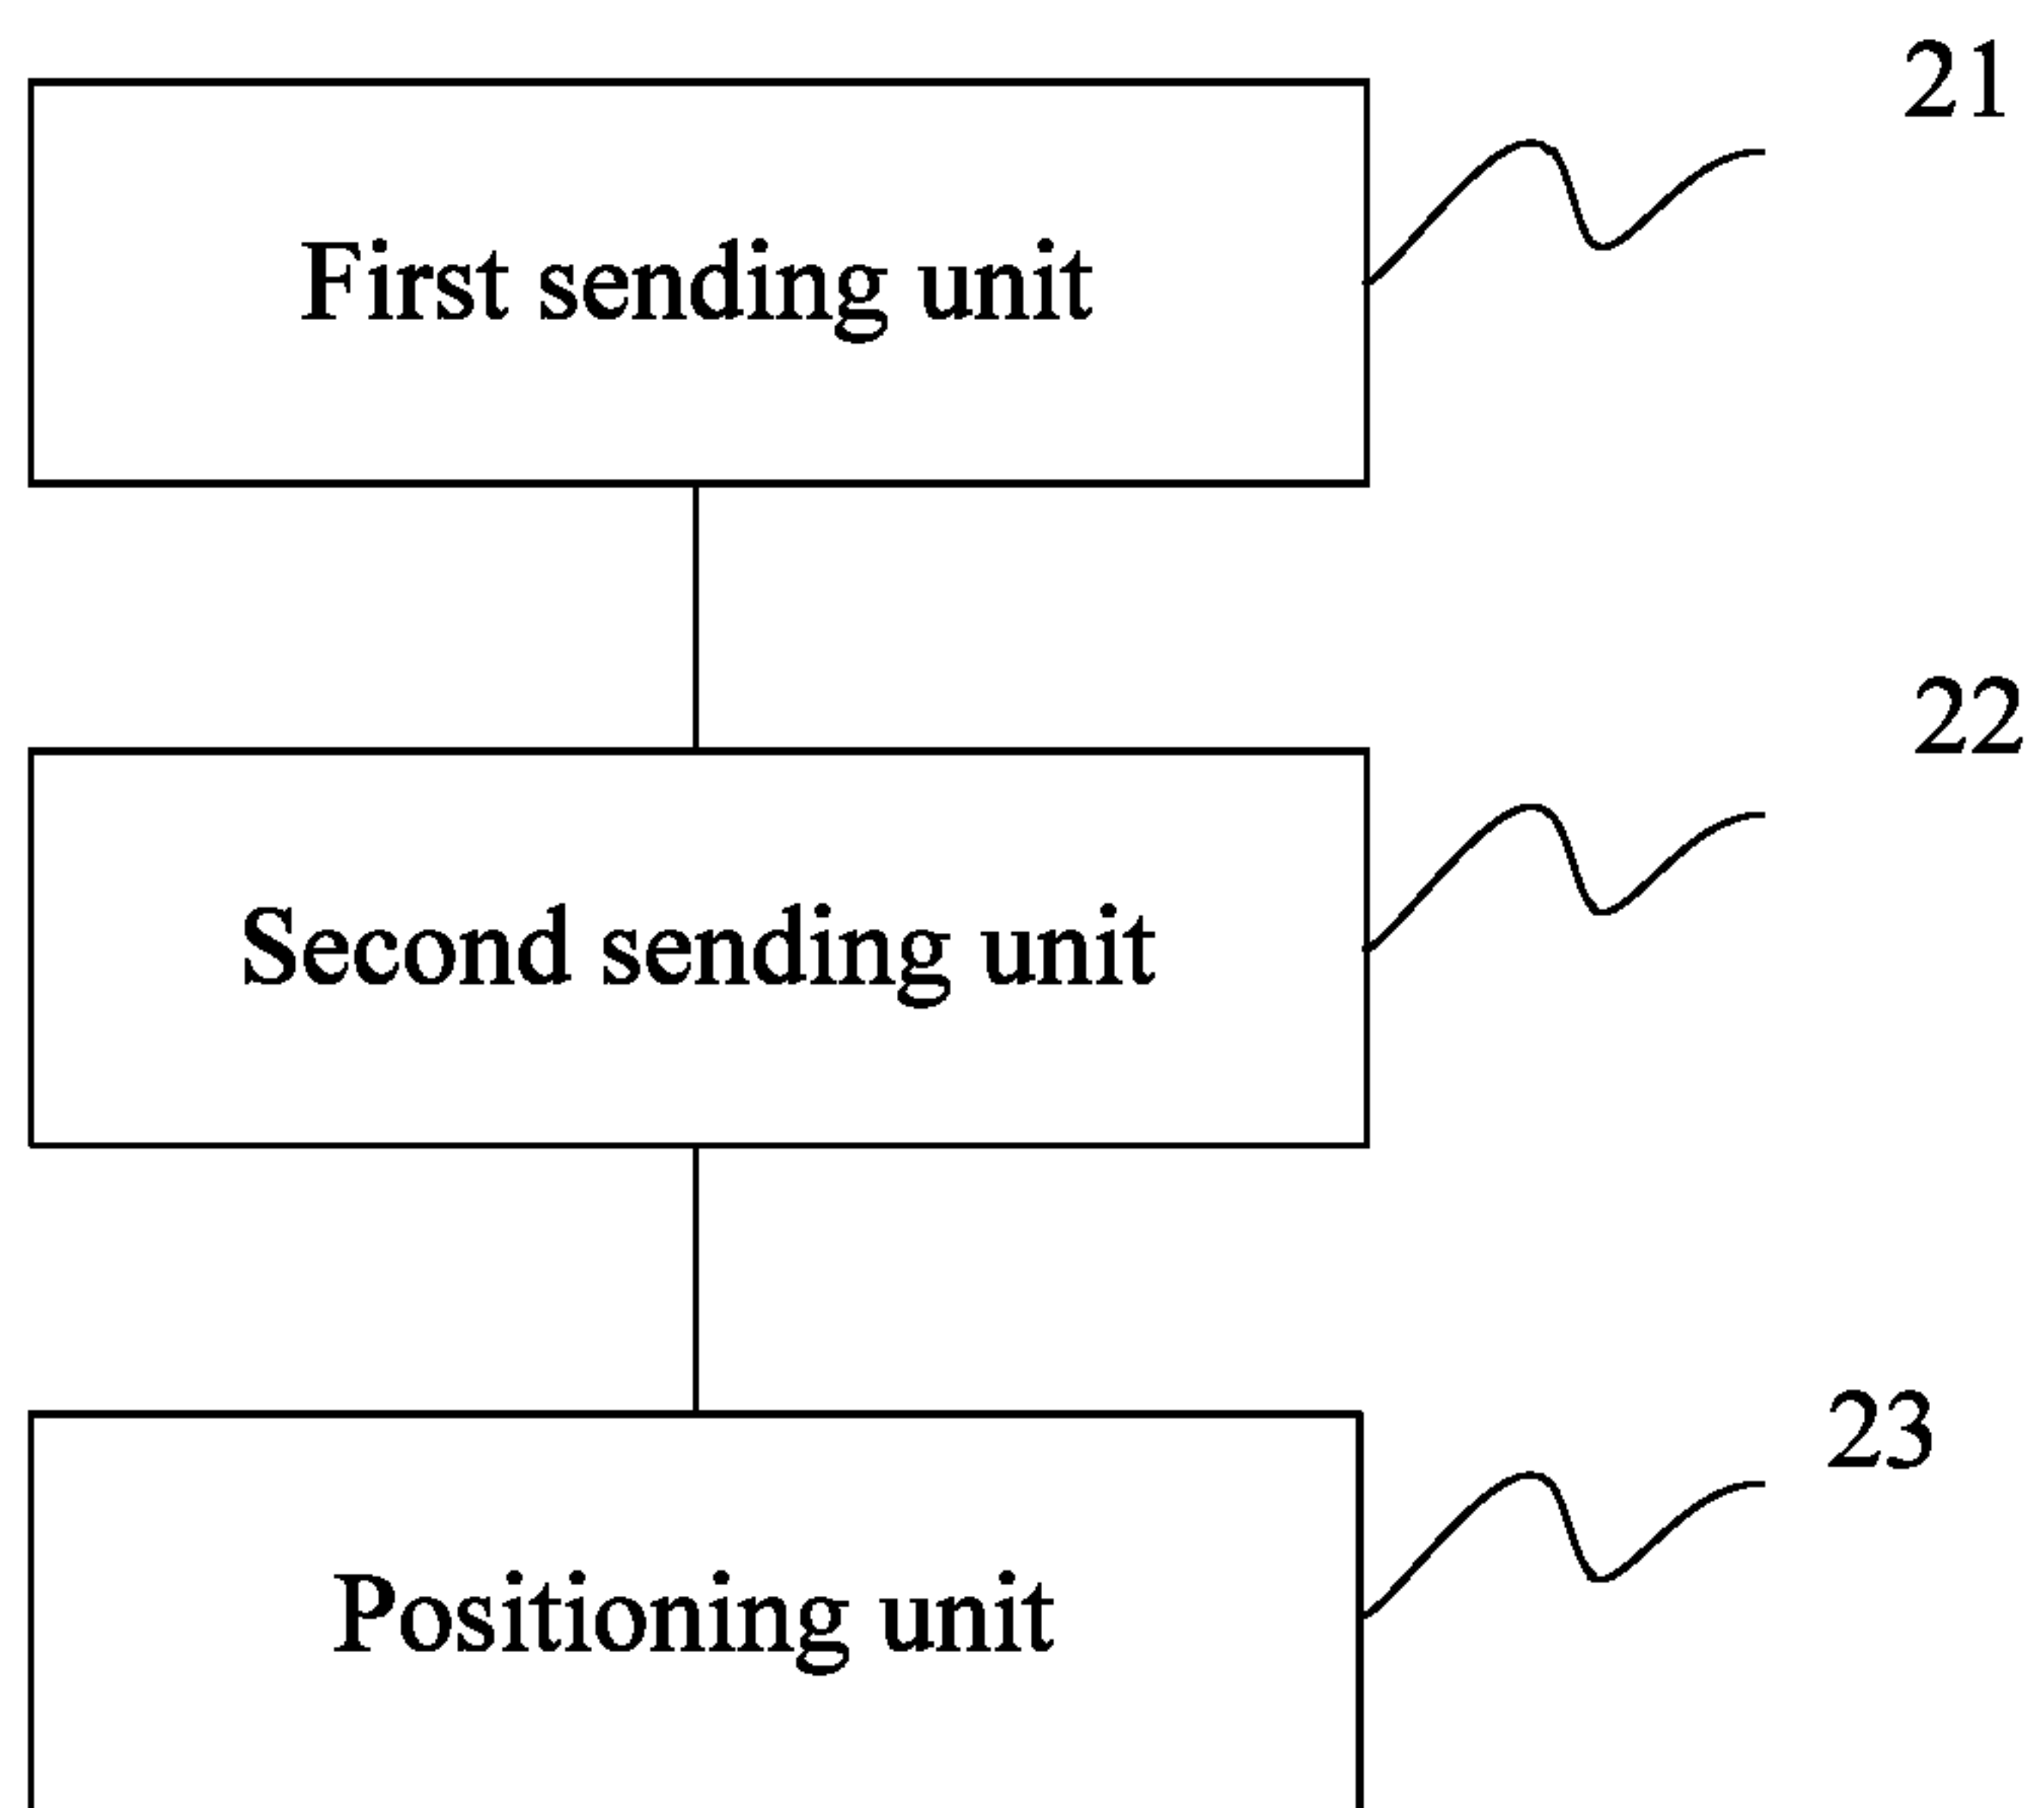 21
First sending unit
22
Second sending unit
23
Positioning unit